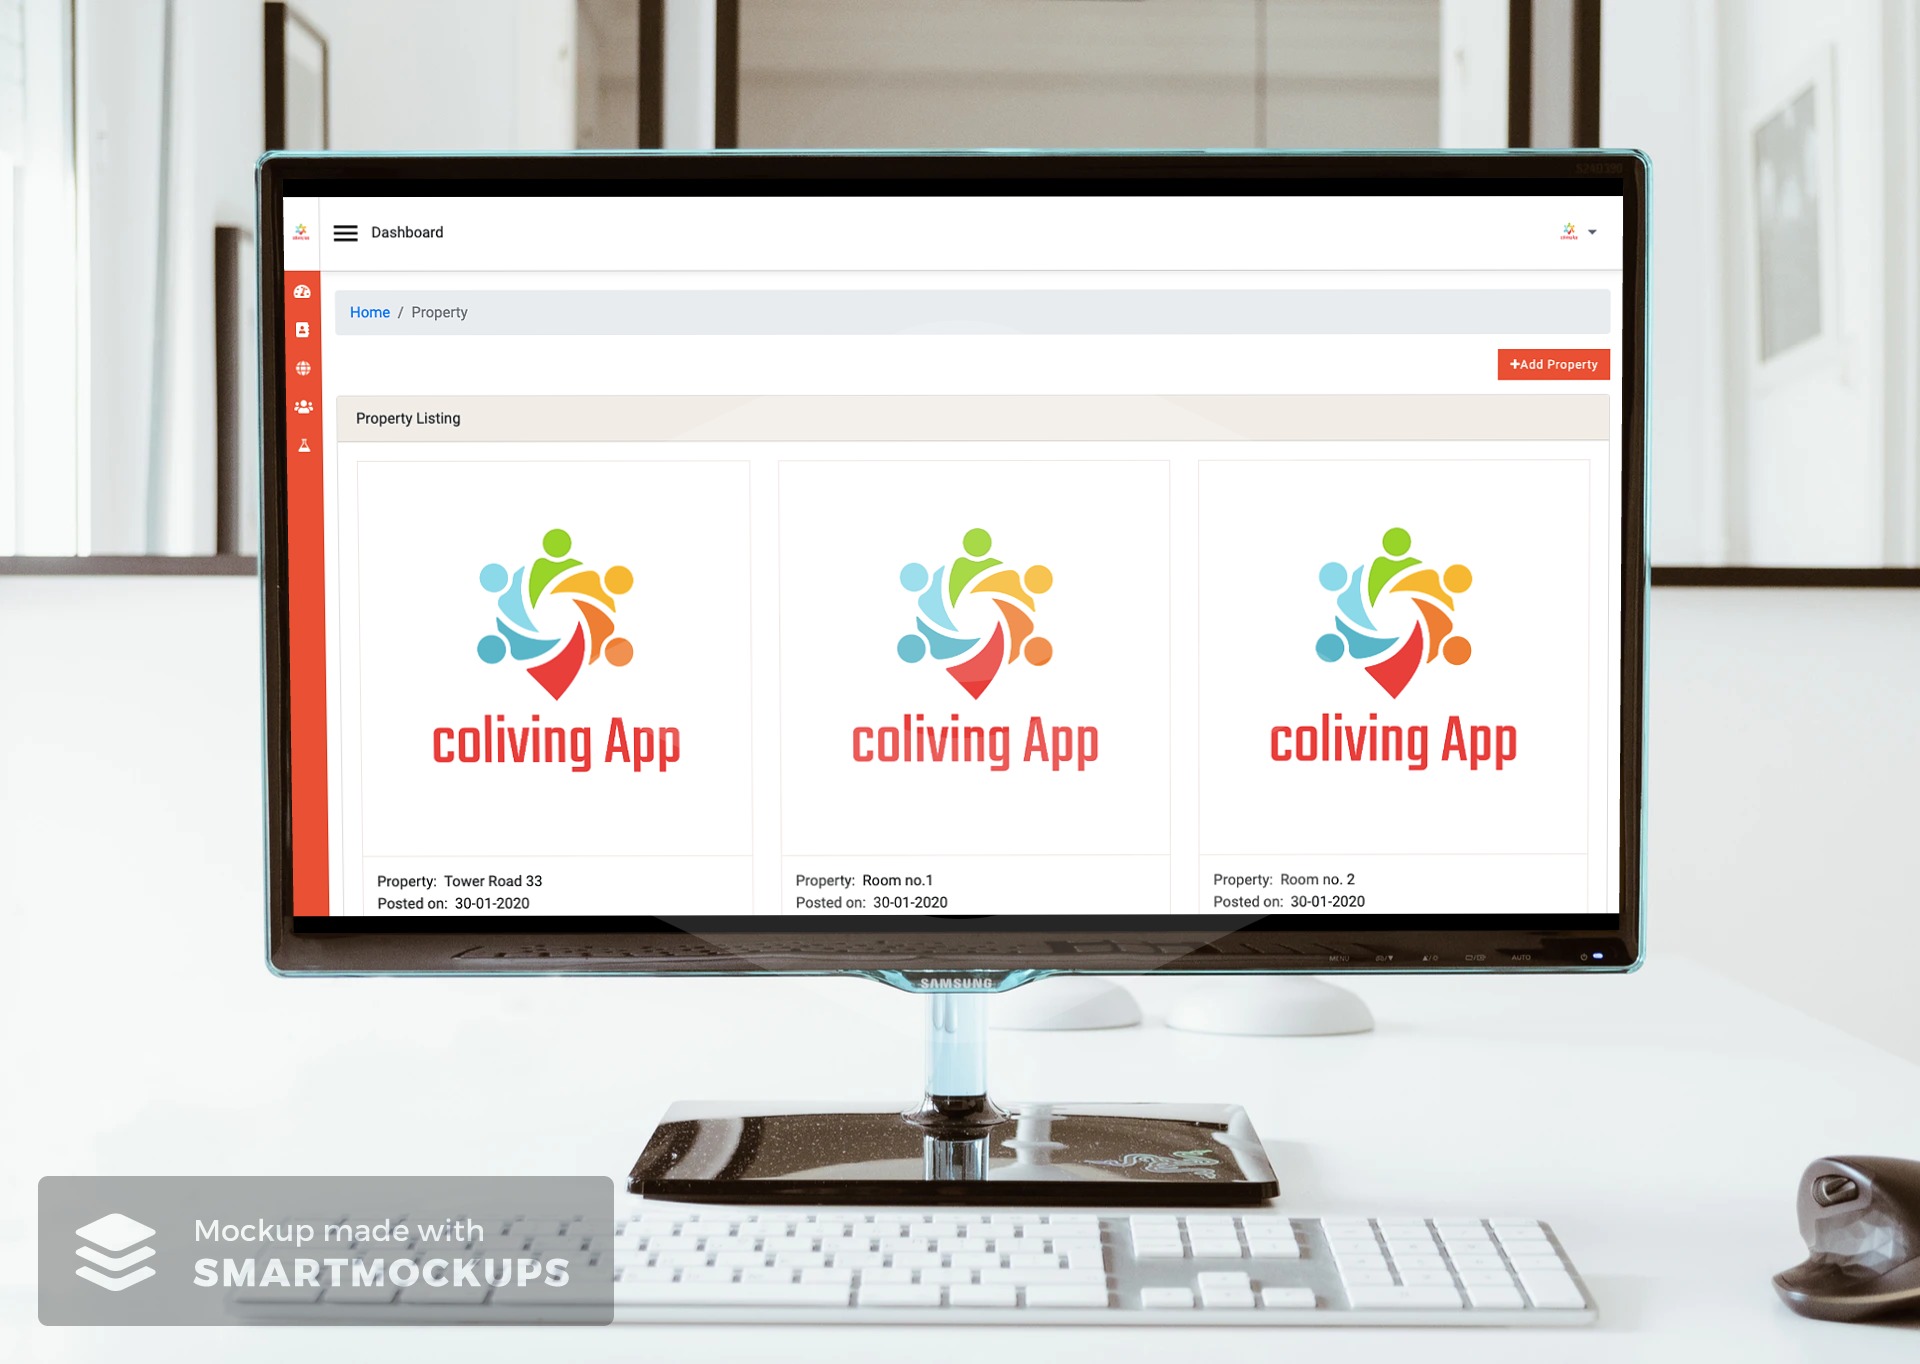 Dashboard
Home / Property
+Add Property
Property Listing
coliving App
coliving App
coliving App
Property: Tower Road 33
Posted on: 30-01-2020
Property: Room no.1
Posted on: 30-01-2020
Property: Room no. 2
Posted on: 30-01-2020
MENU
AUTO
SAMSUNG
Mockup made with
SMARTMOCKUPS